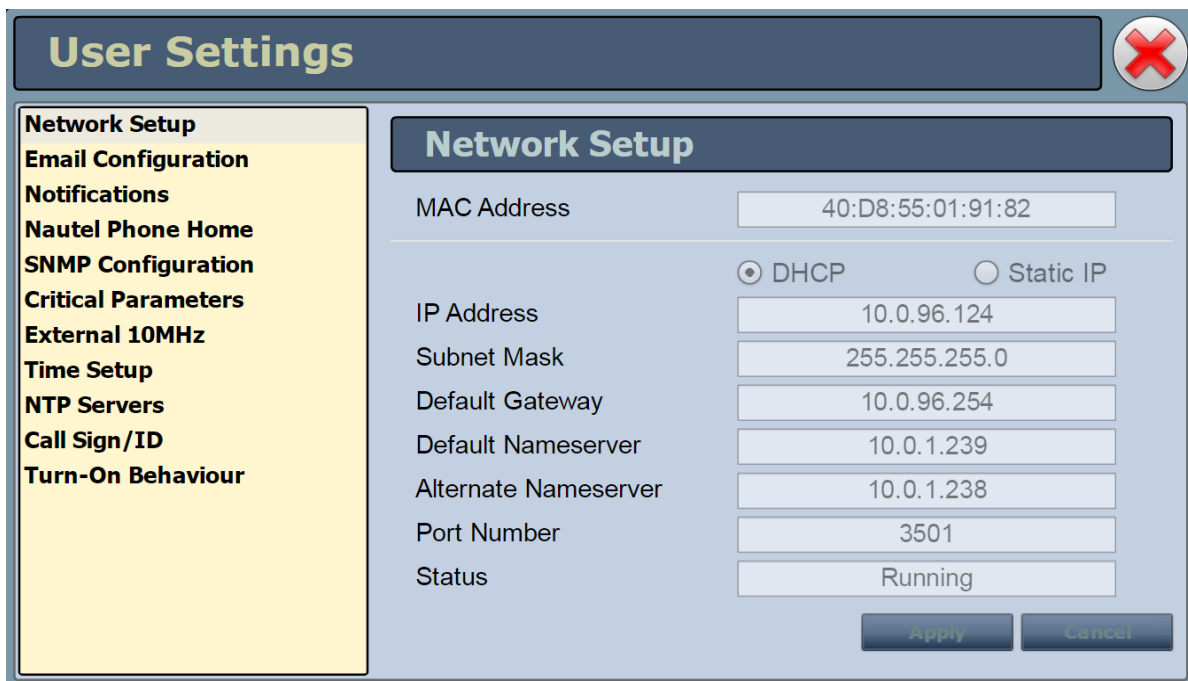 User Settings
Network Setup
Email Configuration
Notifications
Nautel Phone Home
SNMP Configuration
Critical Parameters
External 10MHz
Time Setup
NTP Servers
Call Sign/ID
Turn-On Behaviour
Network Setup
MAC Address 40:D8:55:01:91:82
DHCP Static IP
IP Address 10.0.96.124
Subnet Mask 255.255.255.0
Default Gateway 10.0.96.254
Default Nameserver 10.0.1.239
Alternate Nameserver 10.0.1.238
Port Number 3501
Status Running
Apply Cancel